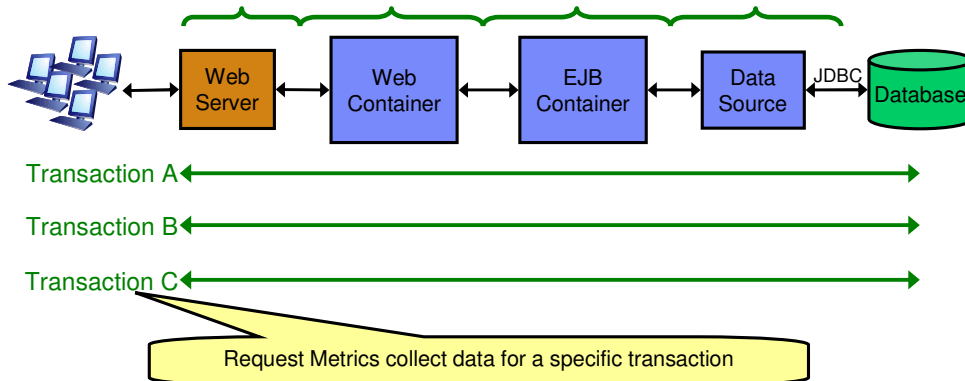 Web
Server
Web
Container
EJB
Container
Data
Source
JDBC
Database
Transaction A
Transaction B
Transaction C
Request Metrics collect data for a specific transaction